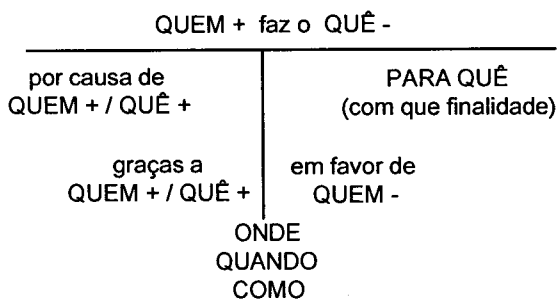 QUEM + faz o QUÊ -
por causa de
QUEM + / QUÊ +
PARA QUÊ
(com que finalidade)
graças a
QUEM + / QUÊ +
em favor de
QUEM -
ONDE
QUANDO
COMO